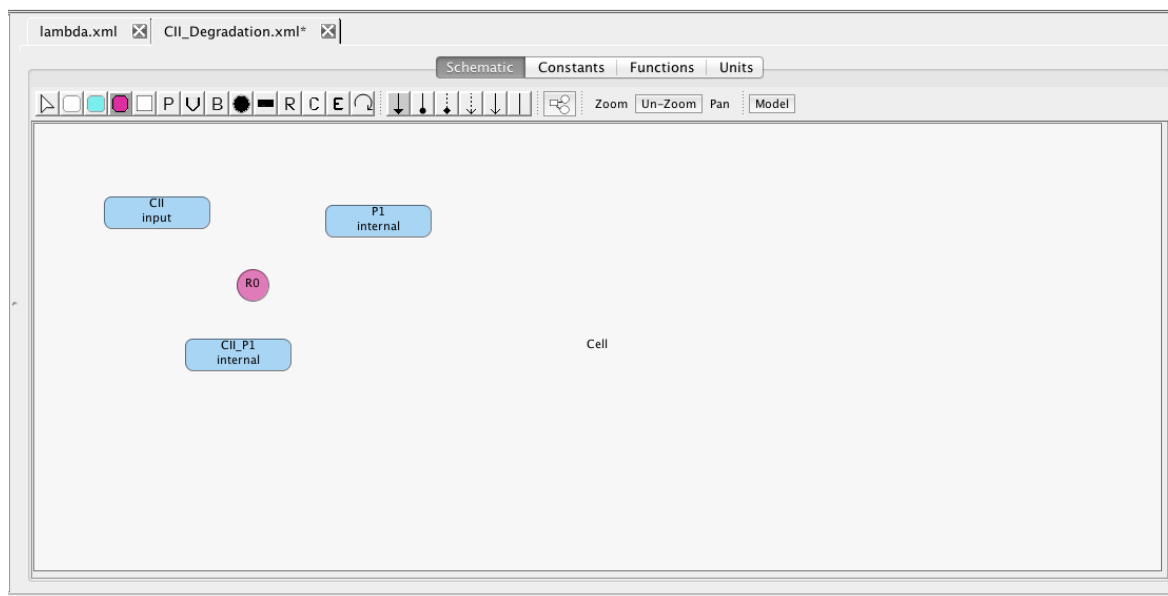 lambda.xml CII_Degradation.xml*
Schematic Constants Functions Units
P V B R C E Zoom Un-Zoom Pan Model
CII
input
P1
internal
R0
CII_P1
internal
Cell